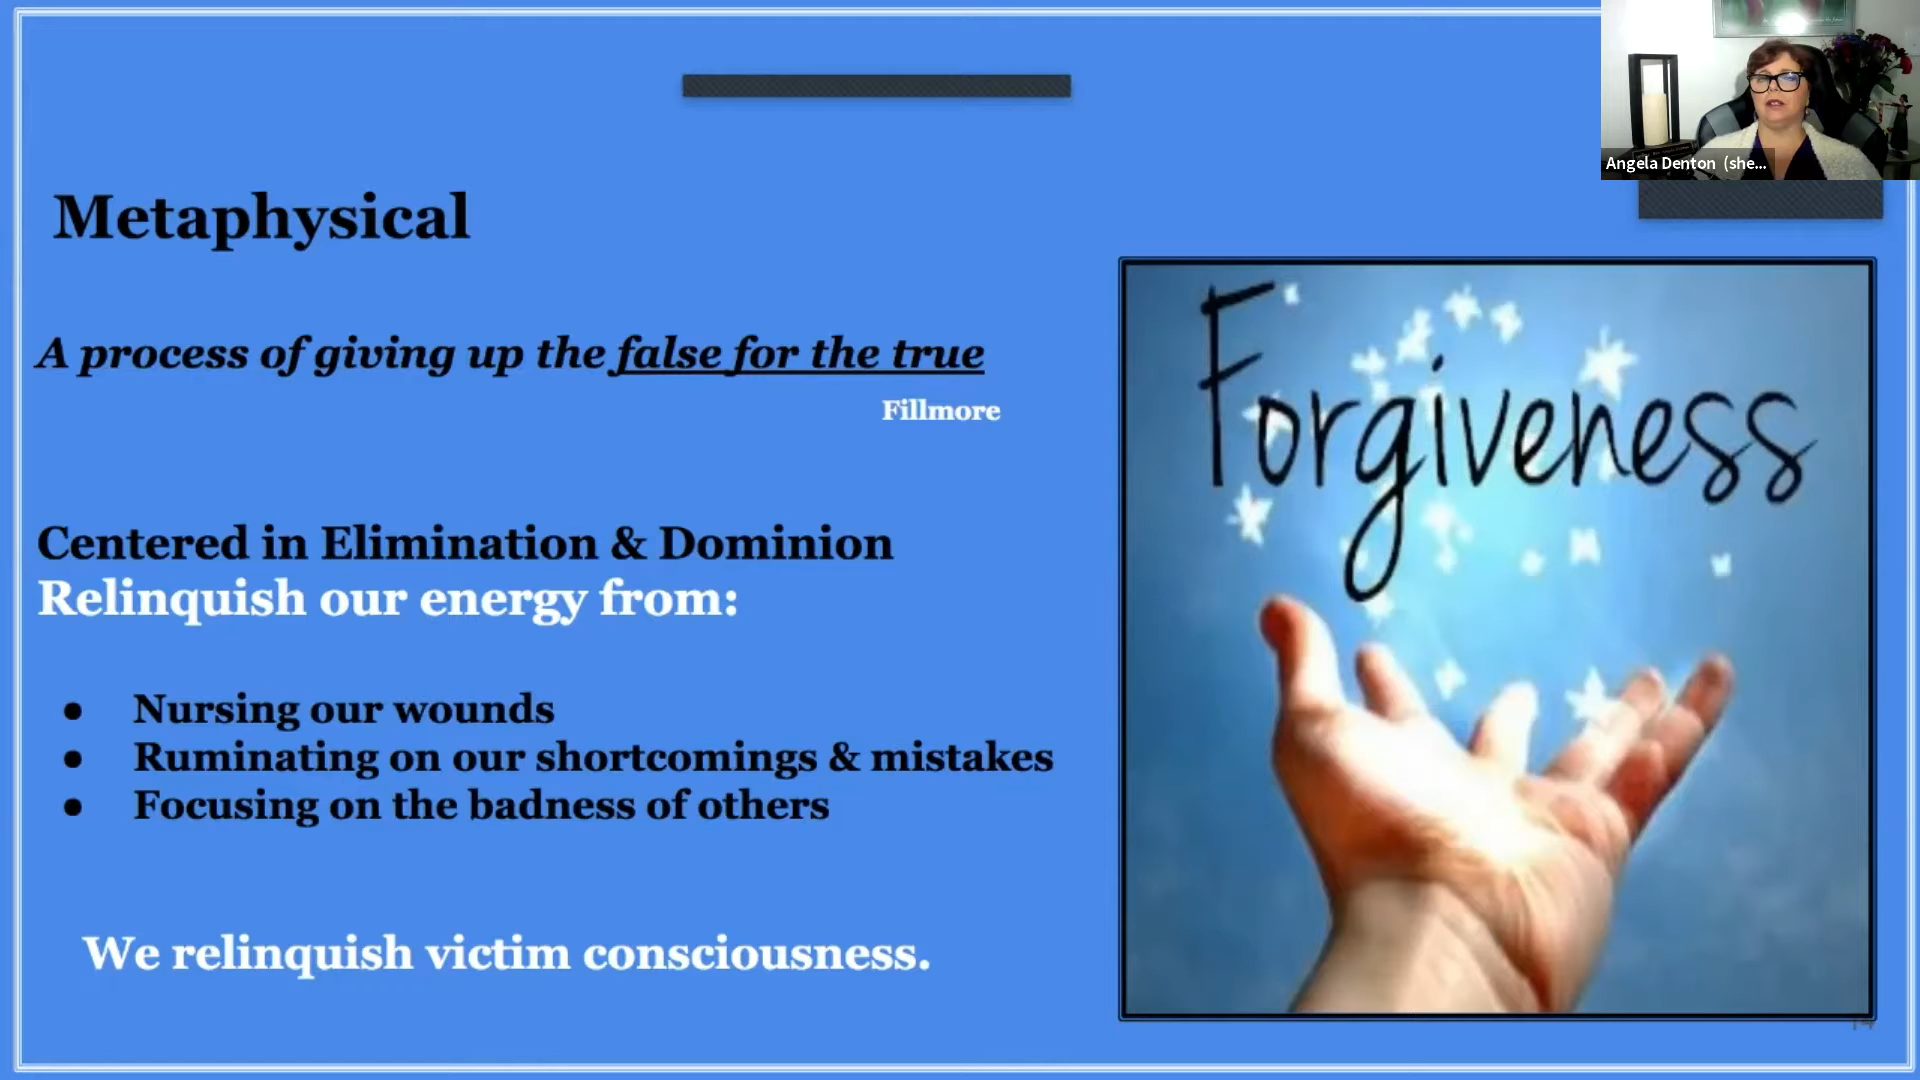 Angela Denton (she...
Metaphysical
A process of giving up the false for the true
Fillmore
Forgiveness
Centered in Elimination & Dominion
Relinquish our energy from:
● Nursing our wounds
● Ruminating on our shortcomings & mistakes
● Focusing on the badness of others
We relinquish victim consciousness.